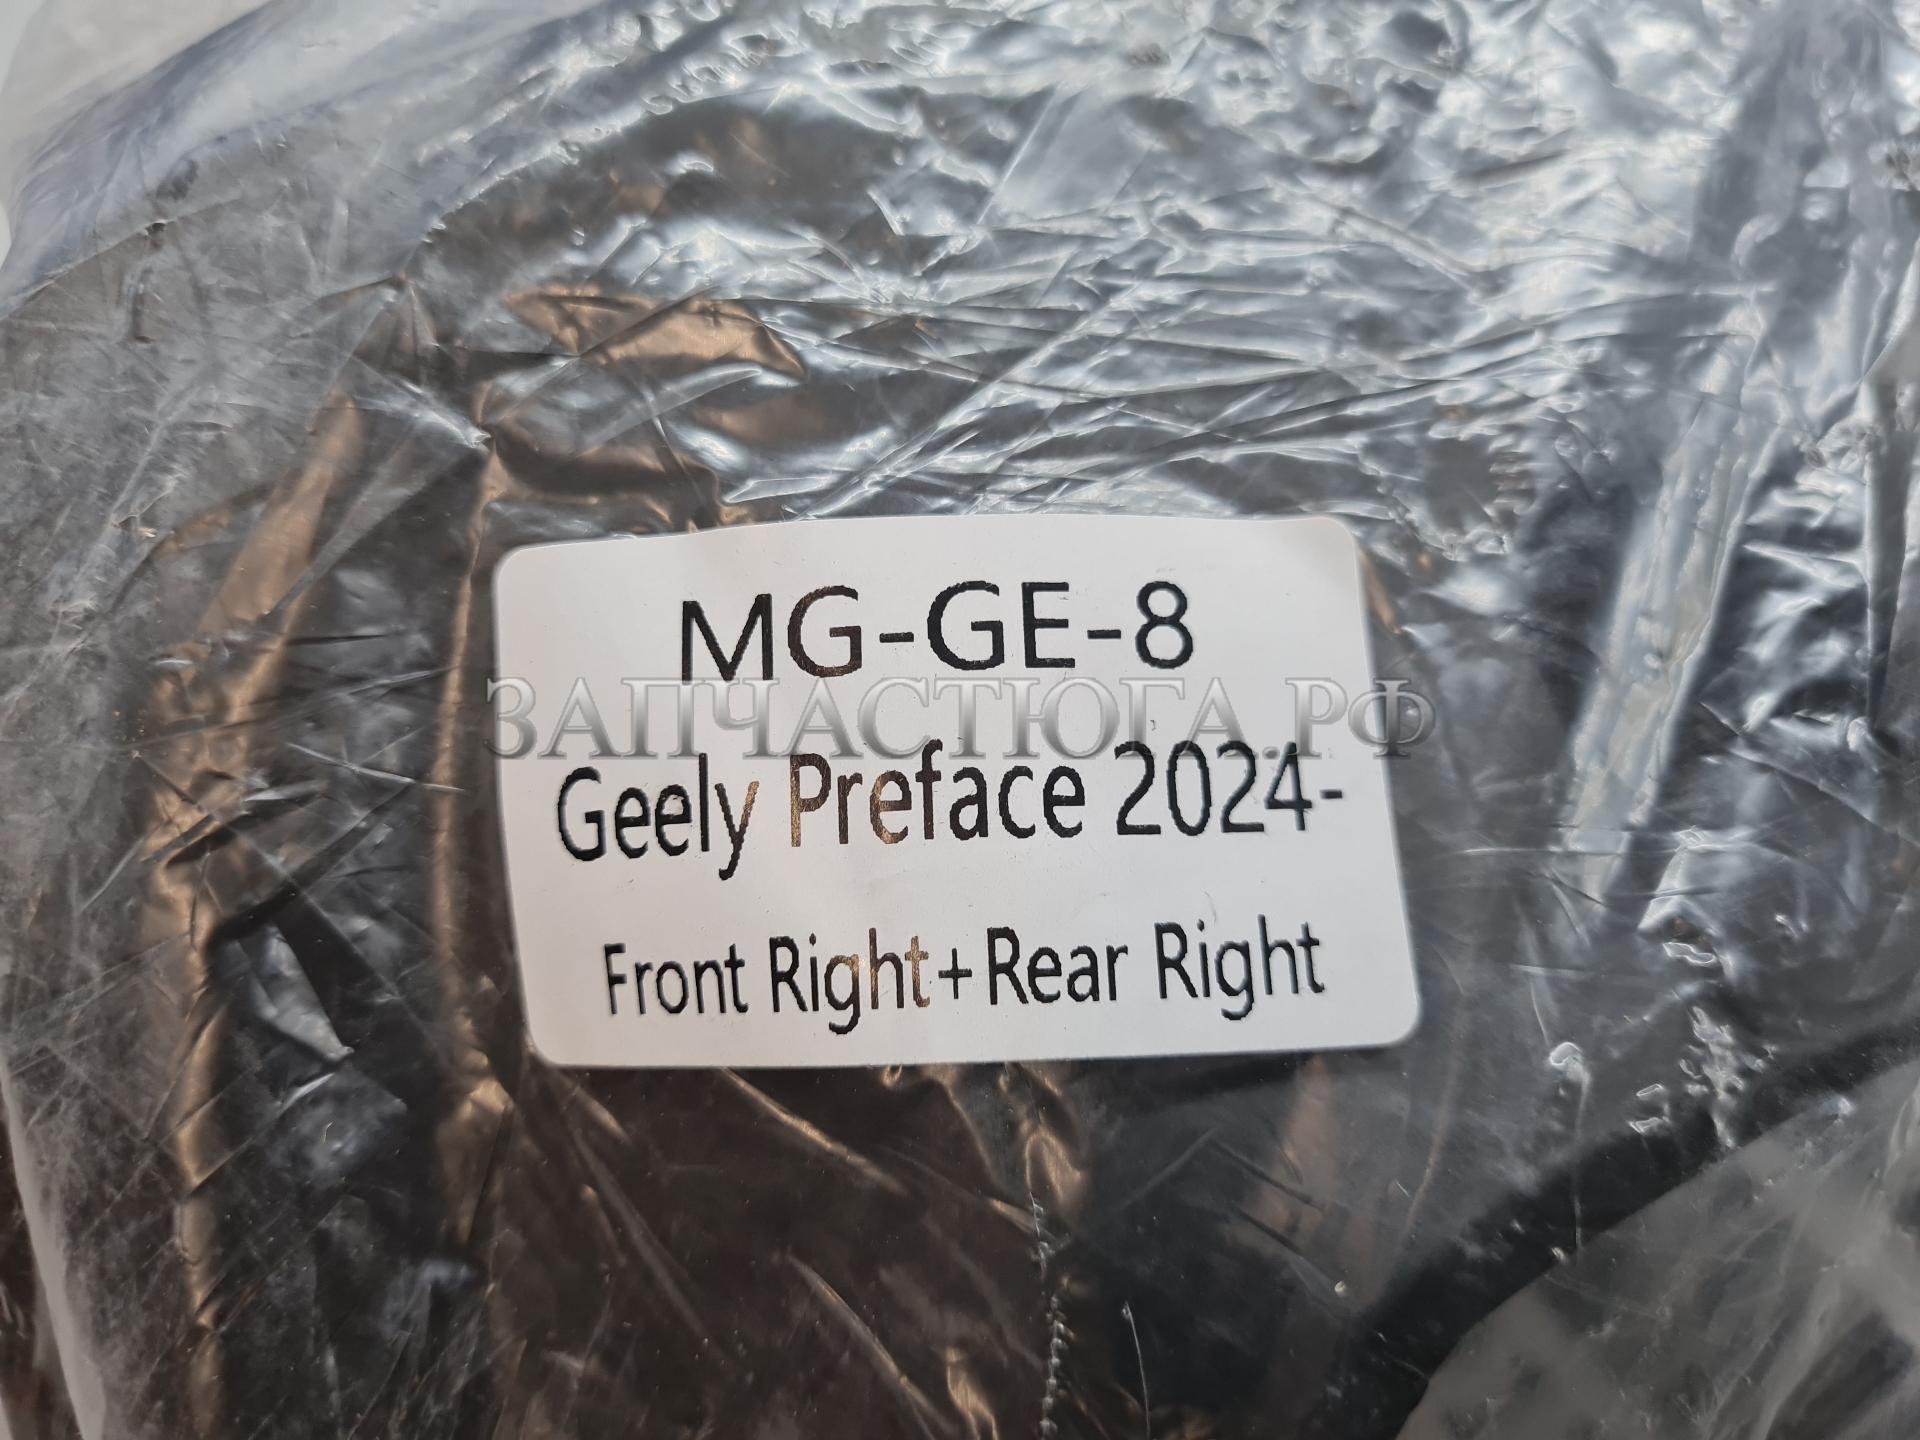 MG-GE-8
ЗАПЧАСТЮГА.РФ
Geely Preface 2024-
Front Right+Rear Right